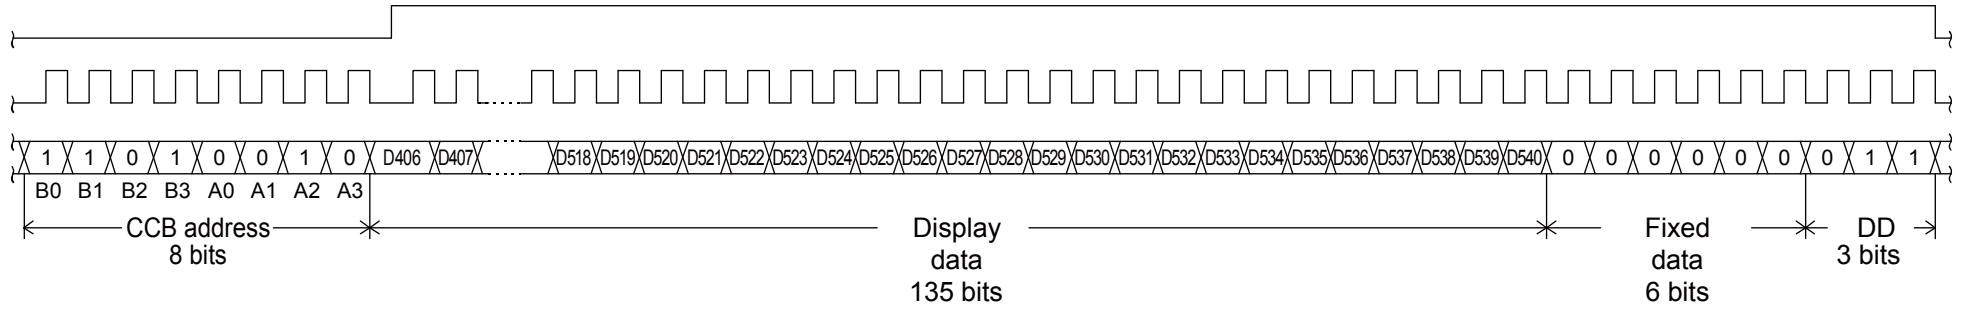 1 1 0 1 0 0 1 0 D406 D407 D518 D519 D520 D521 D522 D523 D524 D525 D526 D527 D528 D529 D530 D531 D532 D533 D534 D535 D536 D537 D538 D539 D540 0 0 0 0 0 0 0 1 1
B0 B1 B2 B3 A0 A1 A2 A3
CCB address
8 bits
Display
data
135 bits
Fixed
data
6 bits
DD
3 bits